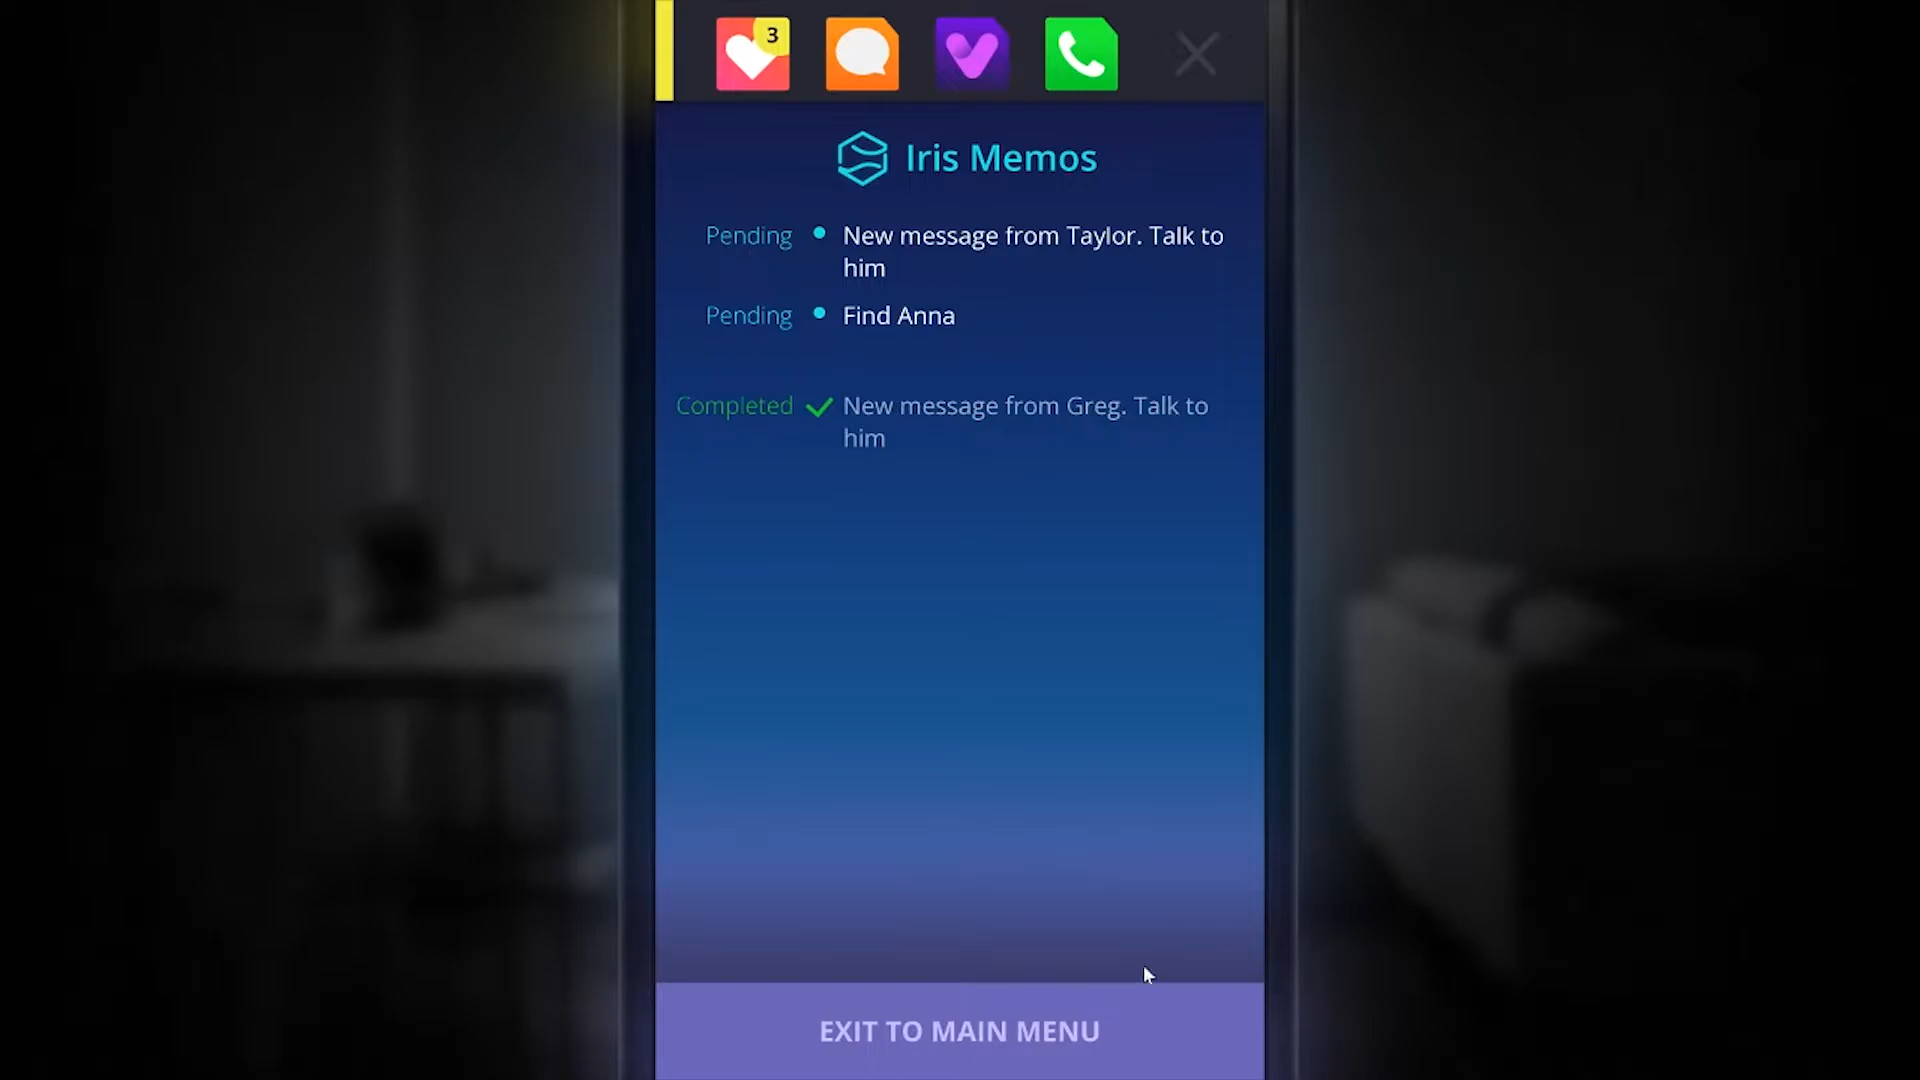 3
Iris Memos
Pending New message from Taylor. Talk to
him
Pending Find Anna
Completed New message from Greg. Talk to
him
EXIT TO MAIN MENU